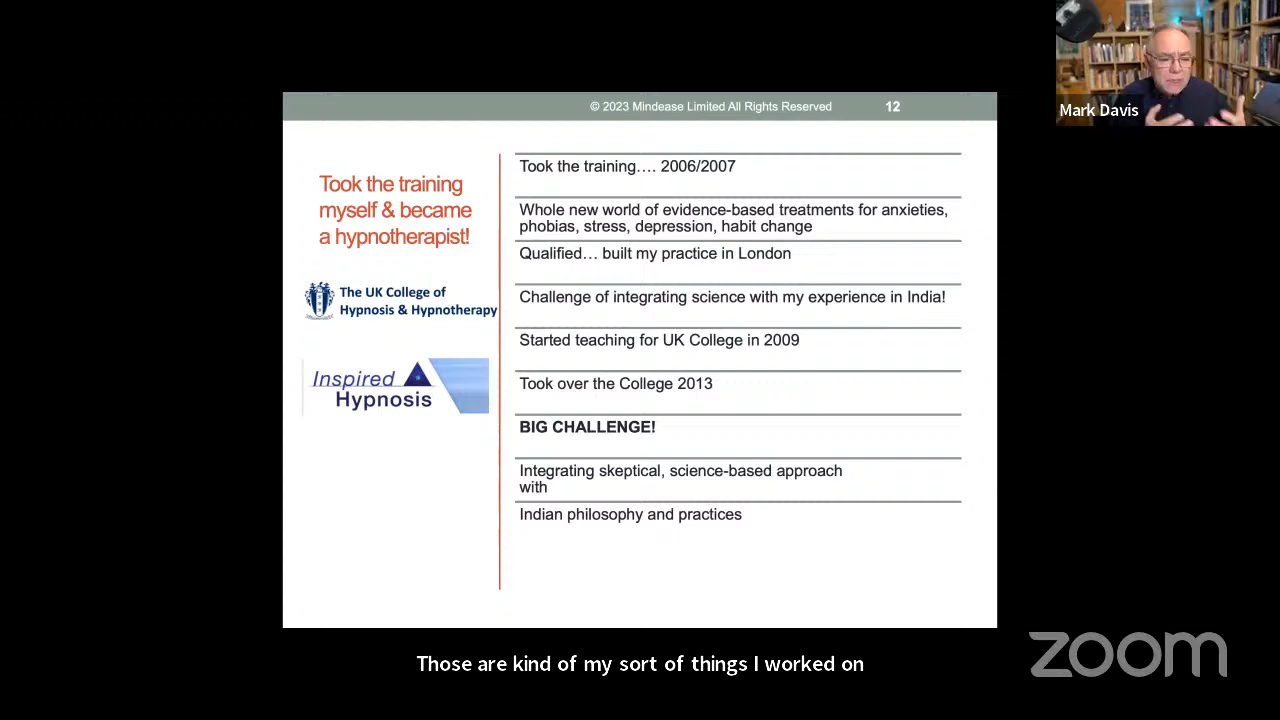 © 2023 Mindease Limited All Rights Reserved 12
Mark Davis
Took the training
myself & became
a hypnotherapist!
The UK College of
Hypnosis & Hypnotherapy
Inspired
Hypnosis
Took the training…. 2006/2007
Whole new world of evidence-based treatments for anxieties,
phobias, stress, depression, habit change
Qualified… built my practice in London
Challenge of integrating science with my experience in India!
Started teaching for UK College in 2009
Took over the College 2013
BIG CHALLENGE!
Integrating skeptical, science-based approach
with
Indian philosophy and practices
Those are kind of my sort of things I worked on
zoom